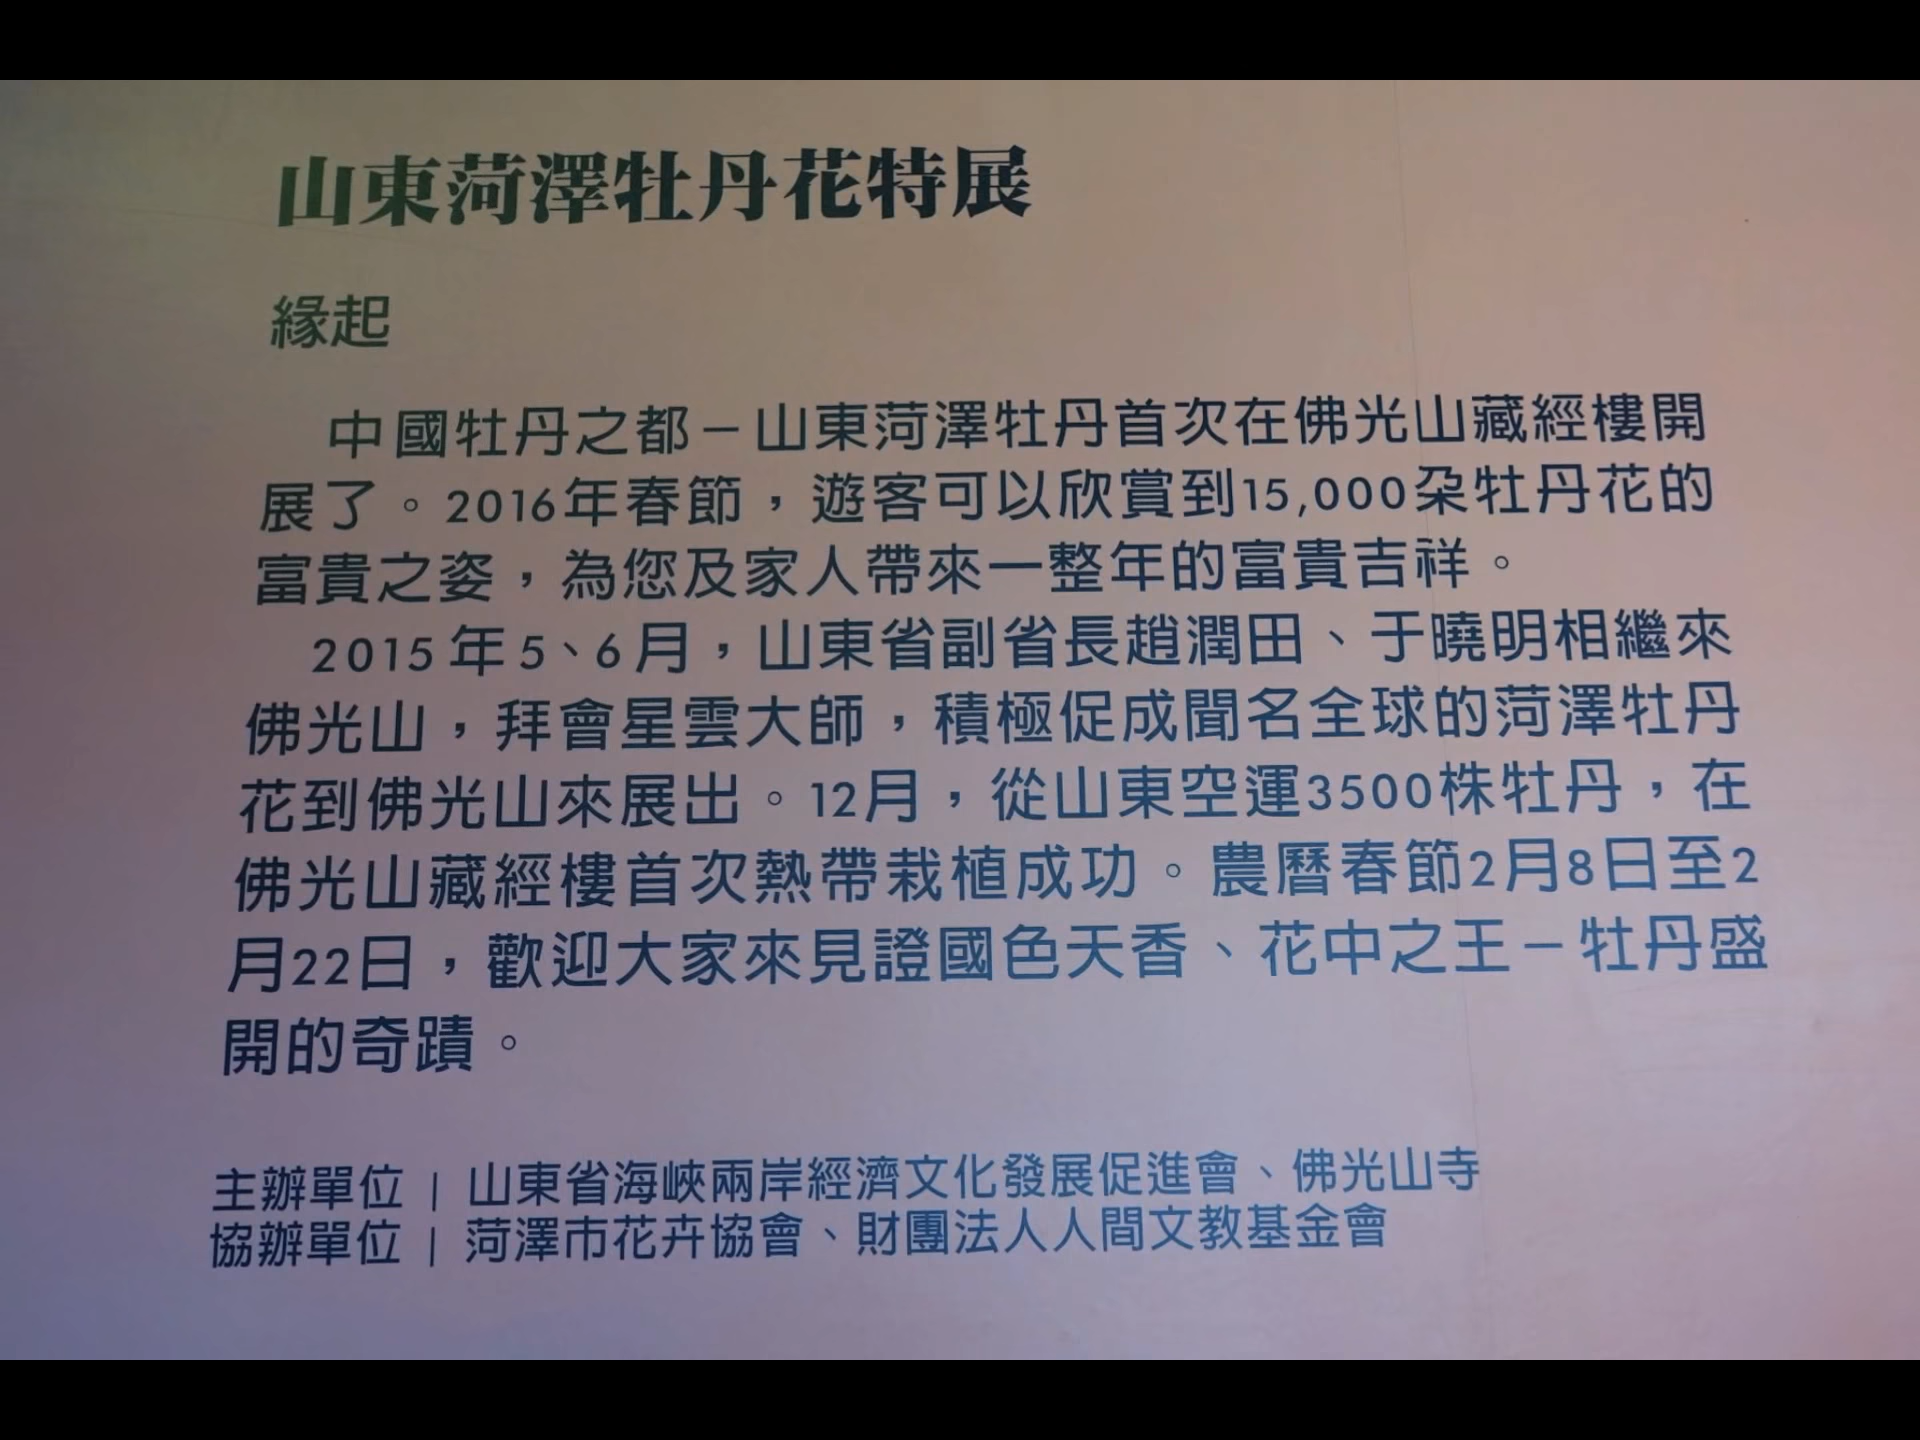 山東菏澤牡丹花特展
緣起
中國牡丹之都－山東菏澤牡丹首次在佛光山藏經樓開
展了。2016年春節，遊客可以欣賞到15,000朵牡丹花的
富貴之姿，為您及家人帶來一整年的富貴吉祥。
2015年5、6月，山東省副省長趙潤田、于曉明相繼來
佛光山，拜會星雲大師，積極促成聞名全球的菏澤牡丹
花到佛光山來展出。12月，從山東空運3500株牡丹，在
佛光山藏經樓首次熱帶栽植成功。農曆春節2月8日至2
月22日，歡迎大家來見證國色天香、花中之王－牡丹盛
開的奇蹟。
主辦單位 | 山東省海峽兩岸經濟文化發展促進會、佛光山寺
協辦單位 | 菏澤市花卉協會、財團法人人間文教基金會